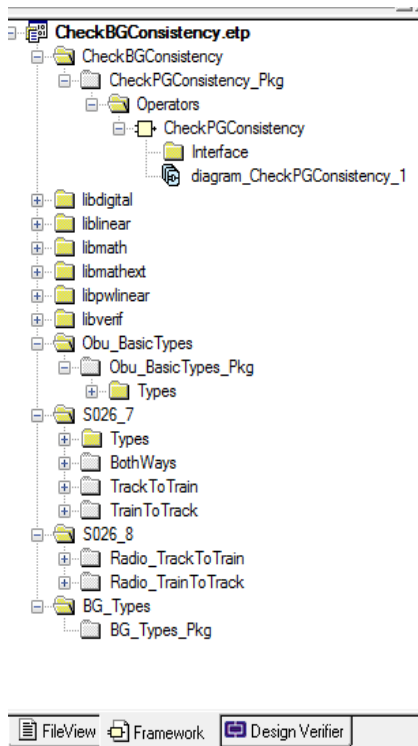 CheckBGConsistency.etp
CheckBGConsistency
CheckPGConsistency_Pkg
Operators
CheckPGConsistency
Interface
diagram_CheckPGConsistency_1
libdigital
liblinear
libmath
libmathext
libpwlinear
libverif
Obu_BasicTypes
Obu_BasicTypes_Pkg
Types
S026_7
Types
BothWays
TrackToTrain
TrainToTrack
S026_8
Radio_TrackToTrain
Radio_TrainToTrack
BG_Types
BG_Types_Pkg
FileView Framework Design Verifier